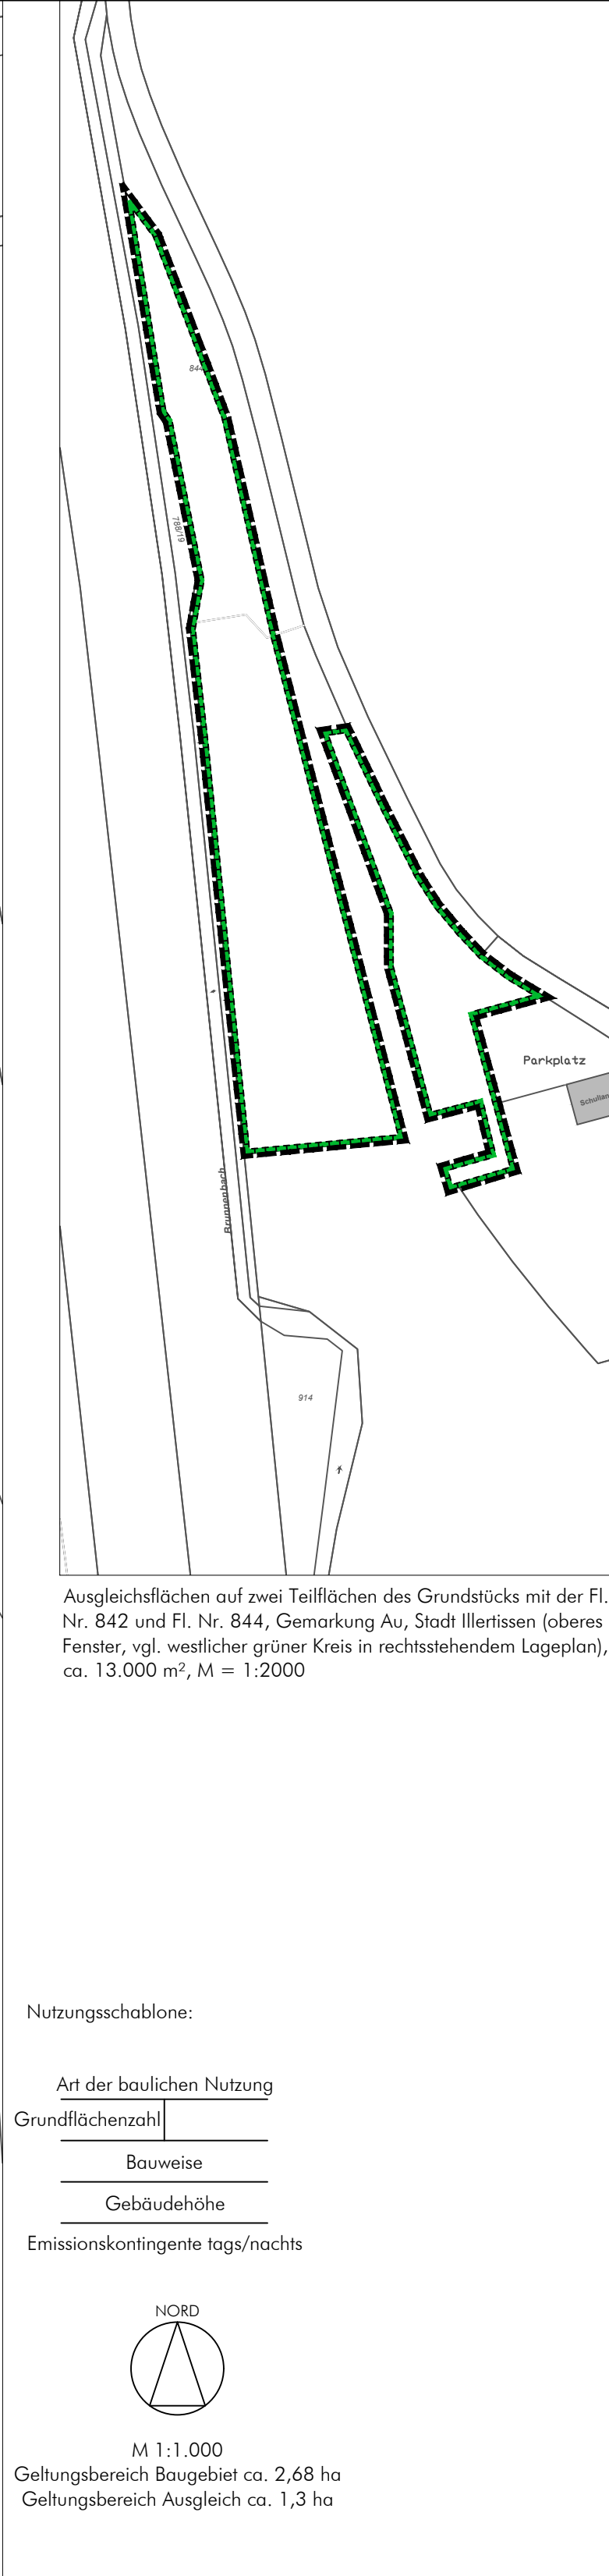 844
788/19
Parkplatz
Brunnenbach
914
Ausgleichsflächen auf zwei Teilflächen des Grundstücks mit der Fl.
Nr. 842 und Fl. Nr. 844, Gemarkung Au, Stadt Illertissen (oberes
Fenster, vgl. westlicher grüner Kreis in rechtsstehendem Lageplan),
ca. 13.000 m², M = 1:2000
Nutzungsschablone:
Art der baulichen Nutzung
Grundflächenzahl
Bauweise
Gebäudehöhe
Emissionskontingente tags/nachts
NORD
M 1:1.000
Geltungsbereich Baugebiet ca. 2,68 ha
Geltungsbereich Ausgleich ca. 1,3 ha